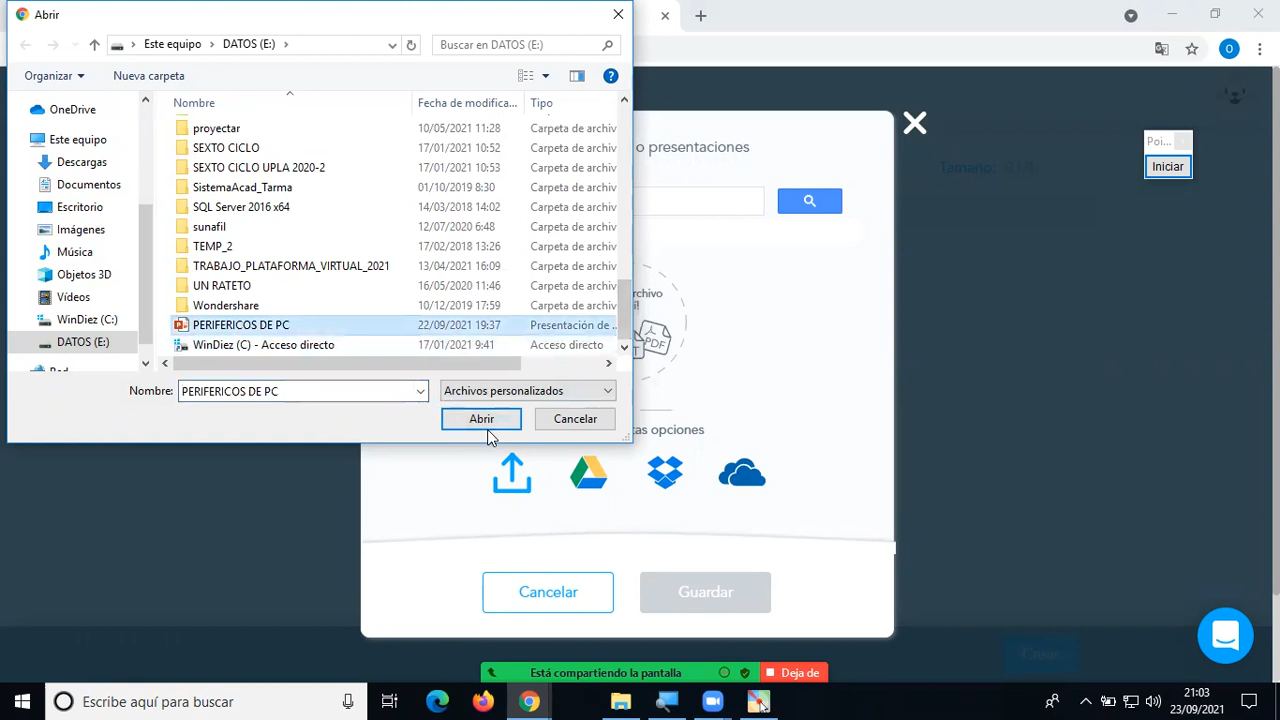 Abrir
Este equipo > DATOS (E:) >
Buscar en DATOS (E:)
Organizar
Nueva carpeta
Nombre
Fecha de modifica...
Tipo
OneDrive
Este equipo
Descargas
Documentos
Escritorio
Imágenes
Música
Objetos 3D
Vídeos
WinDiez (C:)
DATOS (E:)
proyectar 10/05/2021 11:28 Carpeta de archiv
SEXTO CICLO 17/01/2021 10:52 Carpeta de archiv
SEXTO CICLO UPLA 2020-2 17/01/2021 10:53 Carpeta de archiv
SistemaAcad_Tarma 01/10/2019 8:30 Carpeta de archiv
SQL Server 2016 x64 14/03/2018 14:02 Carpeta de archiv
sunafil 12/07/2020 6:48 Carpeta de archiv
TEMP_2 17/02/2018 13:26 Carpeta de archiv
TRABAJO_PLATAFORMA_VIRTUAL_2021 13/04/2021 16:09 Carpeta de archiv
UN RATETO 16/05/2020 11:46 Carpeta de archiv
Wondershare 10/12/2019 17:59 Carpeta de archiv
PERIFERICOS DE PC 22/09/2021 19:37 Presentación de ...
WinDiez (C) - Acceso directo 17/01/2021 9:41 Acceso directo
Nombre: PERIFERICOS DE PC
Archivos personalizados
Abrir
Cancelar
o presentaciones
Tamaño:
Poi...
Iniciar
rchivo
PDF
tas opciones
Cancelar
Guardar
Crear
Está compartiendo la pantalla
Deja de
Escribe aquí para buscar
21:03
23/09/2021